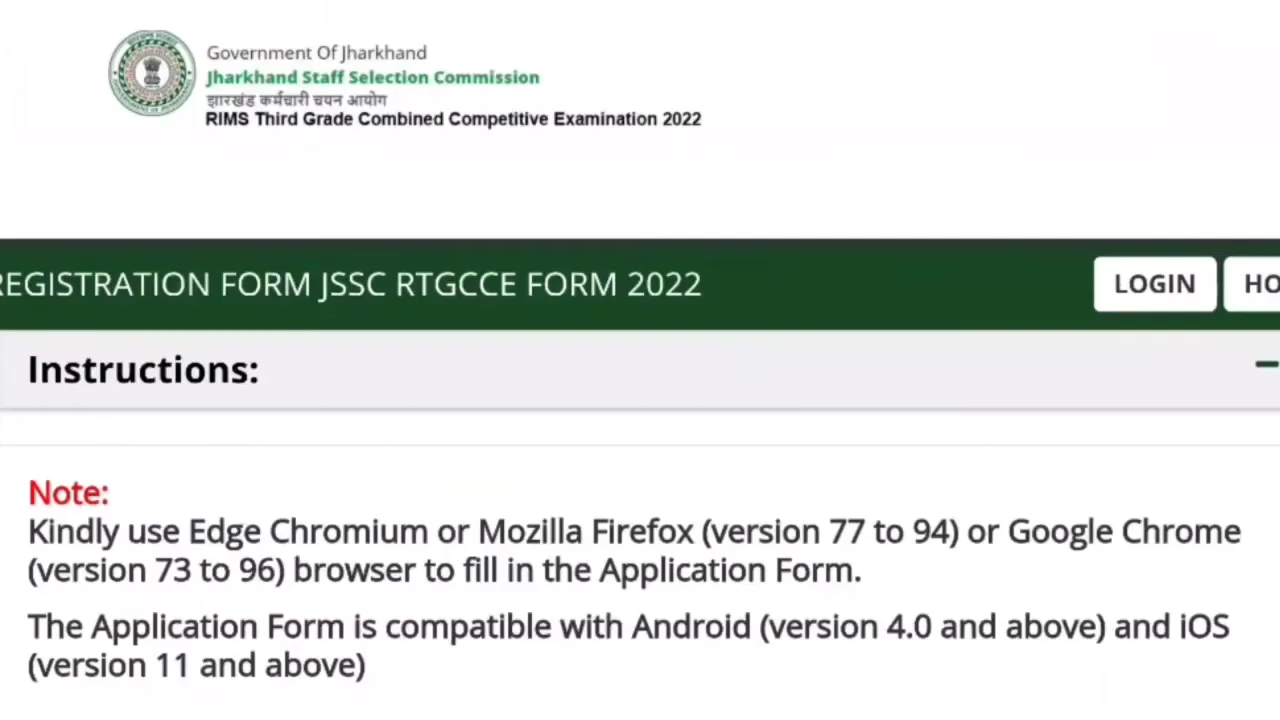 Government Of Jharkhand
Jharkhand Staff Selection Commission
झारखंड कर्मचारी चयन आयोग
RIMS Third Grade Combined Competitive Examination 2022
REGISTRATION FORM JSSC RTGCCE FORM 2022
LOGIN
HO
Instructions:
Note:
Kindly use Edge Chromium or Mozilla Firefox (version 77 to 94) or Google Chrome
(version 73 to 96) browser to fill in the Application Form.
The Application Form is compatible with Android (version 4.0 and above) and iOS
(version 11 and above)